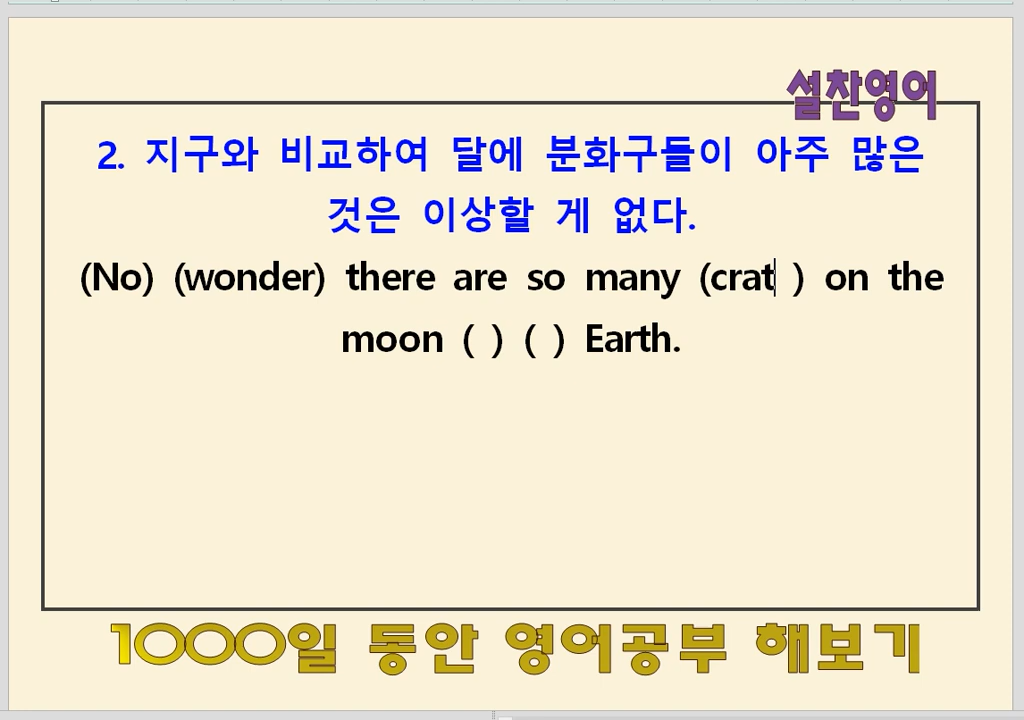 설찬영어
2. 지구와 비교하여 달에 분화구들이 아주 많은
것은 이상할 게 없다.
(No) (wonder) there are so many (crat ) on the
moon ( ) ( ) Earth.
1000일 동안 영어공부 해보기